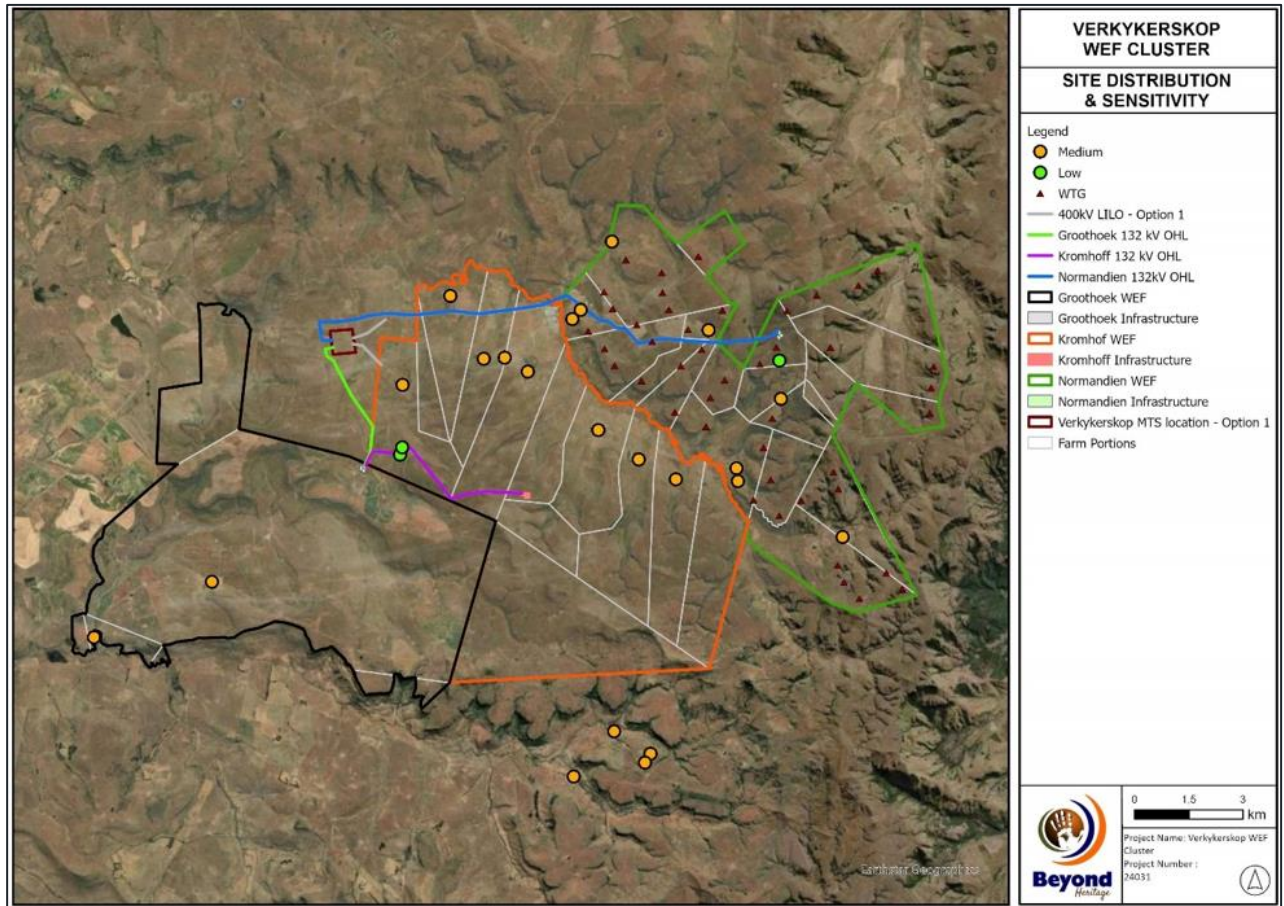 VERKYKERSKOP
WEF CLUSTER
SITE DISTRIBUTION
& SENSITIVITY
Legend
Medium
Low
WTG
400kV LILO - Option 1
Groothoek 132 kV OHL
Kromhoff 132 kV OHL
Normandien 132kV OHL
Groothoek WEF
Groothoek Infrastructure
Kromhof WEF
Kromhoff Infrastructure
Normandien WEF
Normandien Infrastructure
Verkykerskop MTS location - Option 1
Farm Portions
Earthstar Geographics
Beyond
Heritage
0 1.5 3
km
Project Name: Verkykerskop WEF
Cluster
Project Number :
24031